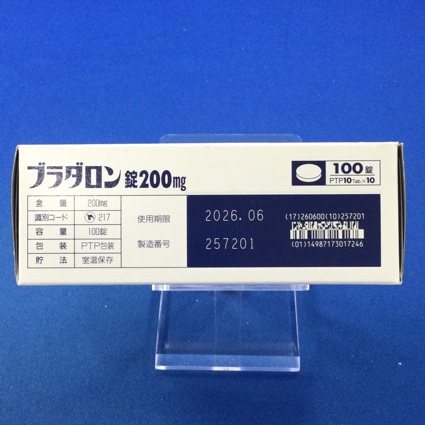 ブラダロン錠200mg
100錠
PTP10Tab×10
含量 200mg
識別コード 217
容量 100錠
包装 PTP包装
貯法 室温保存
使用期限 2026.06
製造番号 257201
(17)260600(10)257201
(01)14987173017246